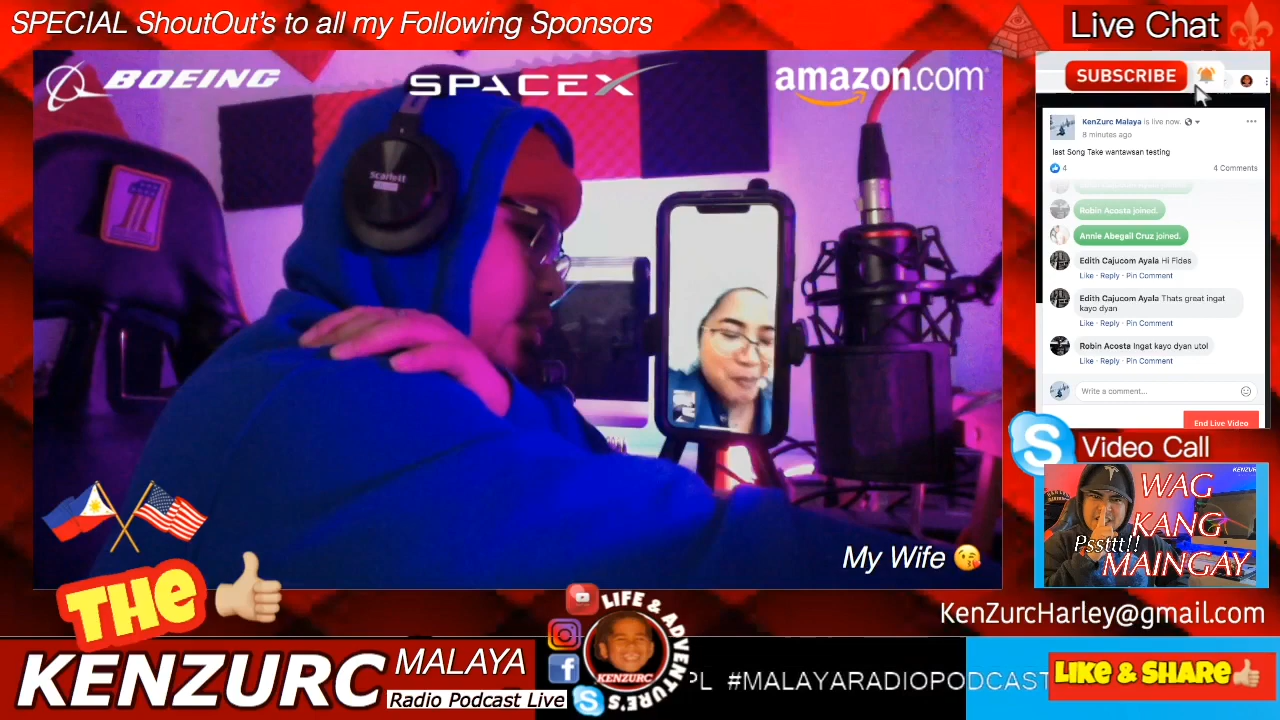 SPECIAL ShoutOut's to all my Following Sponsors
Live Chat
BOEING
SPACEX
amazon.com
SUBSCRIBE
KenZurc Malaya is live now.
8 minutes ago
last Song Take wantawsan testing
4
4 Comments
Robin Acosta joined.
Annie Abegail Cruz joined.
Edith Cajucom Ayala Hi Fides
Like · Reply · Pin Comment
Edith Cajucom Ayala Thats great ingat
kayo dyan
Like · Reply · Pin Comment
Robin Acosta Ingat kayo dyan utol
Like · Reply · Pin Comment
Write a comment...
End Live Video
Scarlett
1
S
Video Call
KENZURC
WAG
KANG
Pssttt!!
MAINGAY
My Wife
KenZurcHarley@gmail.com
THE
KENZURC
MALAYA
Radio Podcast Live
LIFE & ADVENTURE'S
KENZURC
PL #MALAYARADIOPODCAST
LIKE & SHARE